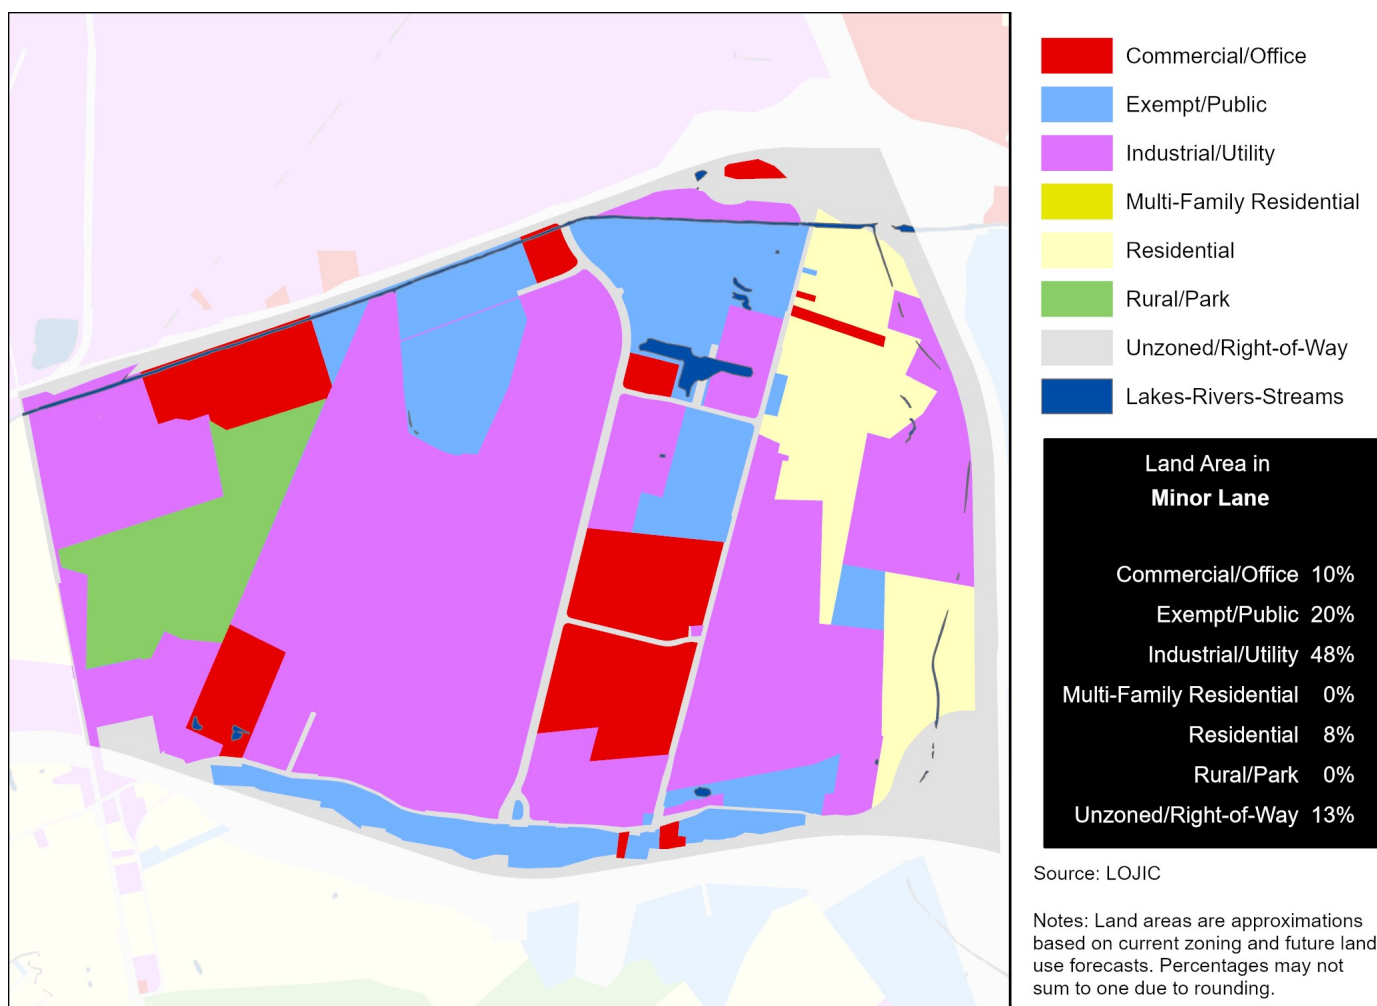 Commercial/Office
Exempt/Public
Industrial/Utility
Multi-Family Residential
Residential
Rural/Park
Unzoned/Right-of-Way
Lakes-Rivers-Streams
Land Area in
Minor Lane
Commercial/Office 10%
Exempt/Public 20%
Industrial/Utility 48%
Multi-Family Residential 0%
Residential 8%
Rural/Park 0%
Unzoned/Right-of-Way 13%
Source: LOJIC
Notes: Land areas are approximations
based on current zoning and future land
use forecasts. Percentages may not
sum to one due to rounding.